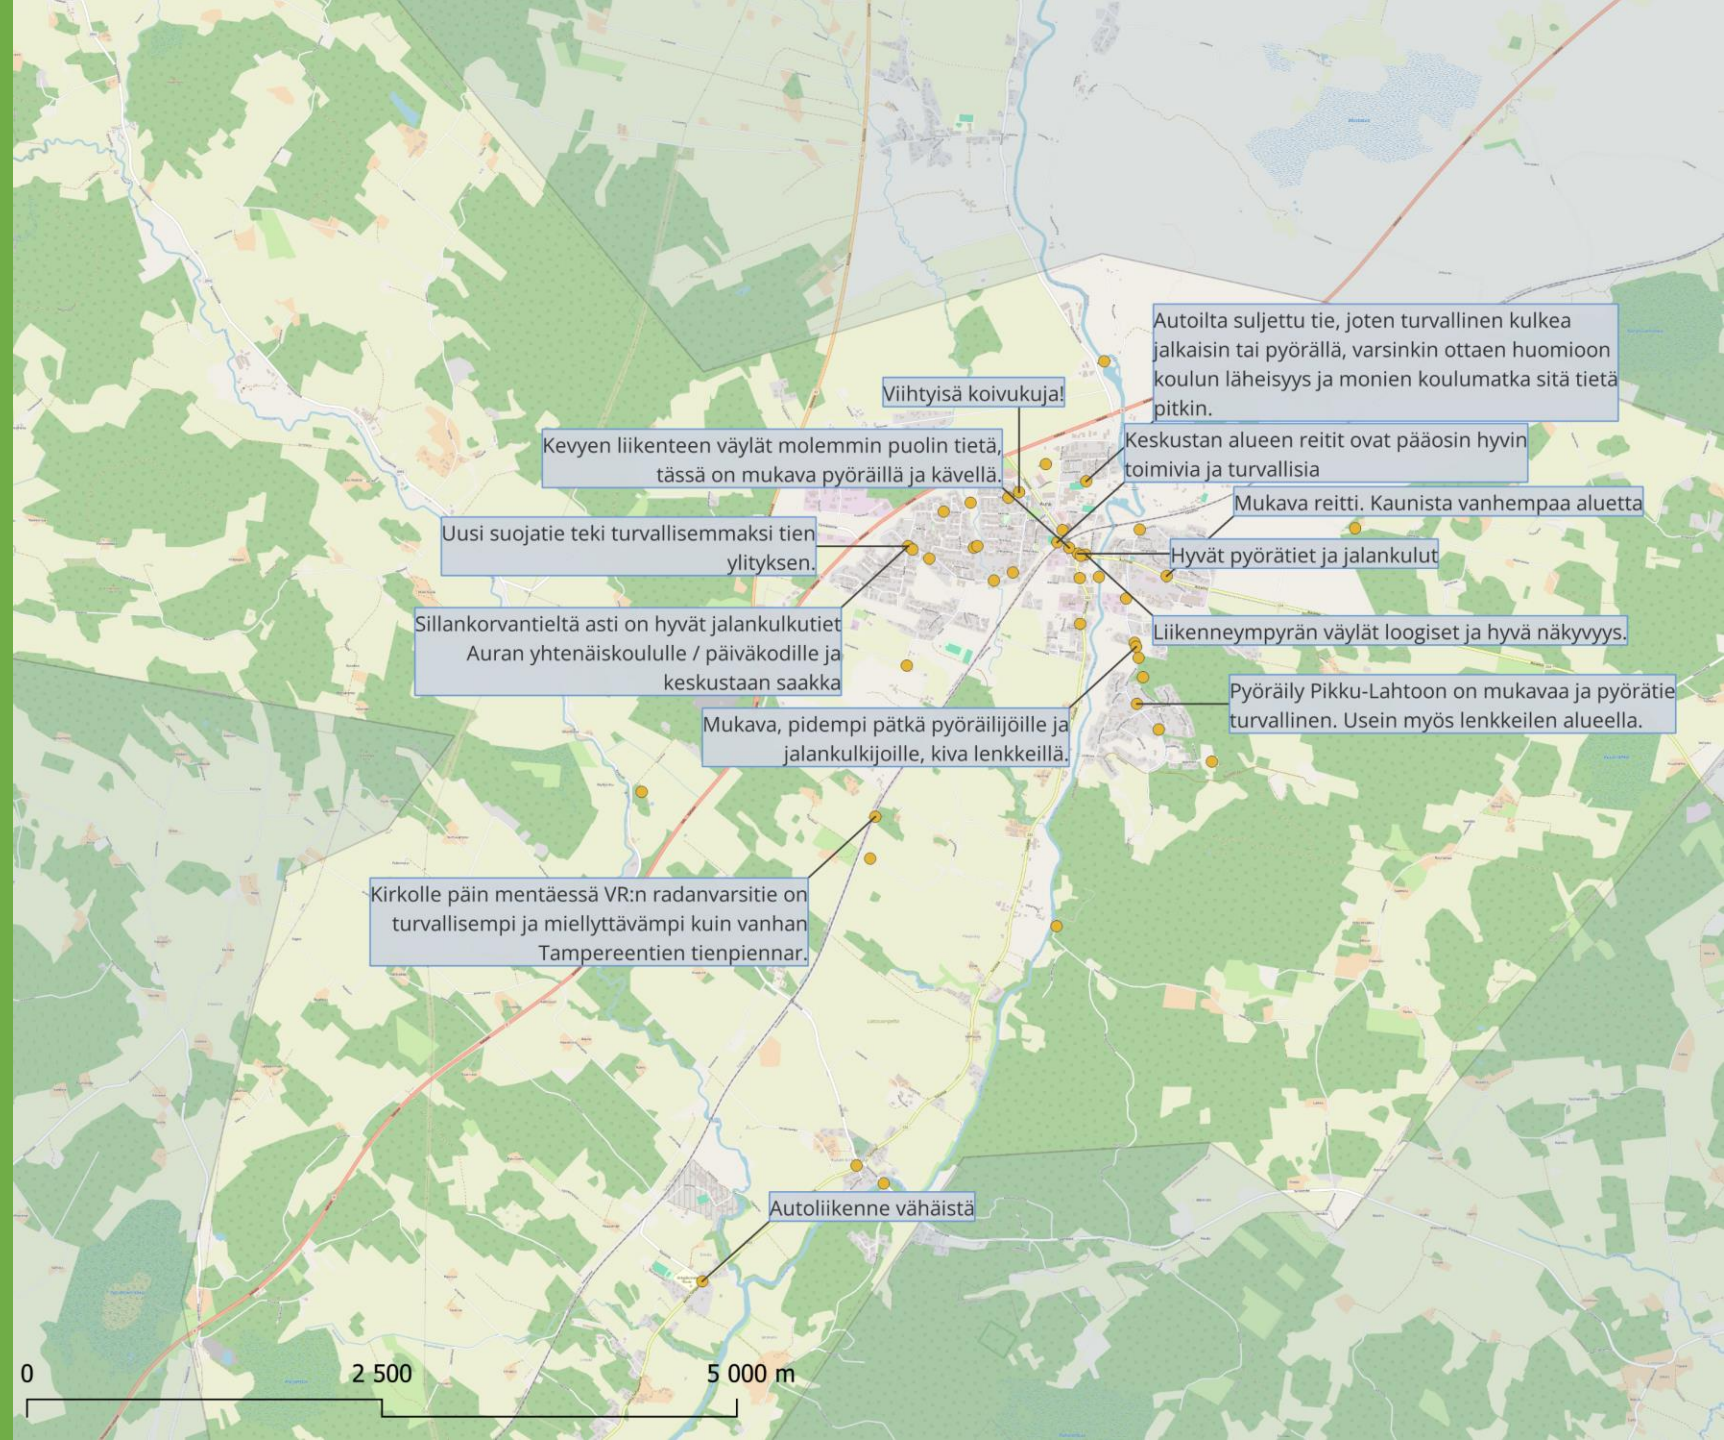 Autoilta suljettu tie, joten turvallinen kulkea
jalkaisin tai pyörällä, varsinkin ottaen huomioon
koulun läheisyys ja monien koulumatka sitä tietä
pitkin.
Viihtyisä koivukuja!
Kevyen liikenteen väylät molemmin puolin tietä,
tässä on mukava pyöräillä ja kävellä.
Keskustan alueen reitit ovat pääosin hyvin
toimivia ja turvallisia
Mukava reitti. Kaunista vanhempaa aluetta
Uusi suojatie teki turvallisemmaksi tien
ylityksen.
Hyvät pyörätiet ja jalankulut
Sillankorvantieltä asti on hyvät jalankulkutiet
Auran yhtenäiskoululle / päiväkodille ja
keskustaan saakka
Liikenneympyrän väylät loogiset ja hyvä näkyvyys.
Pyöräily Pikku-Lahtoon on mukavaa ja pyörätie
turvallinen. Usein myös lenkkeilen alueella.
Mukava, pidempi pätkä pyöräilijöille ja
jalankulkijoille, kiva lenkkeillä.
Kirkolle päin mentäessä VR:n radanvarsitie on
turvallisempi ja miellyttävämpi kuin vanhan
Tampereentien tienpiennar.
Autoliikenne vähäistä
0 2 500 5 000 m